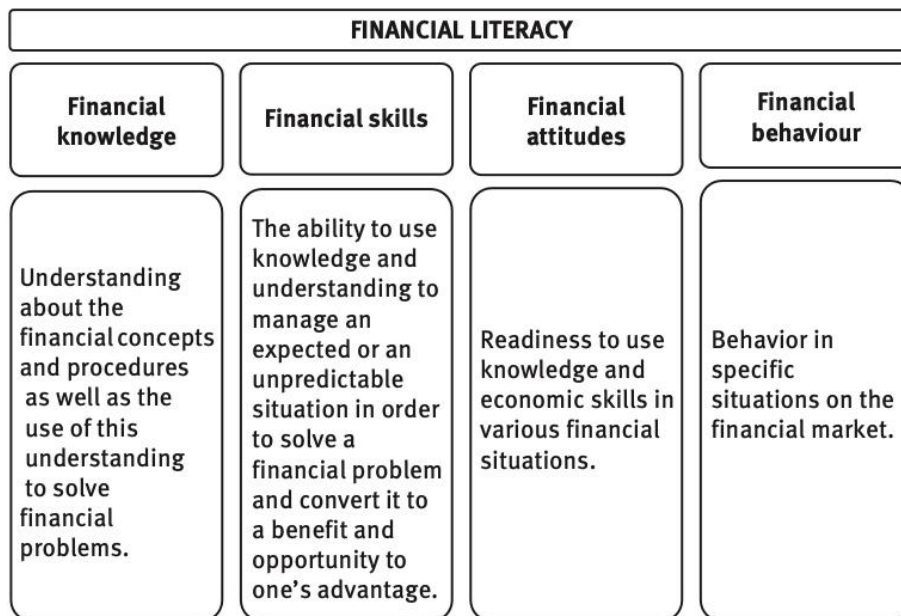 FINANCIAL LITERACY
Financial
knowledge
Financial skills
Financial
attitudes
Financial
behaviour
Understanding
about the
financial concepts
and procedures
as well as the
use of this
understanding
to solve
financial
problems.
The ability to use
knowledge and
understanding to
manage an
expected or an
unpredictable
situation in order
to solve a
financial problem
and convert it to
a benefit and
opportunity to
one’s advantage.
Readiness to use
knowledge and
economic skills in
various financial
situations.
Behavior in
specific
situations on the
financial market.